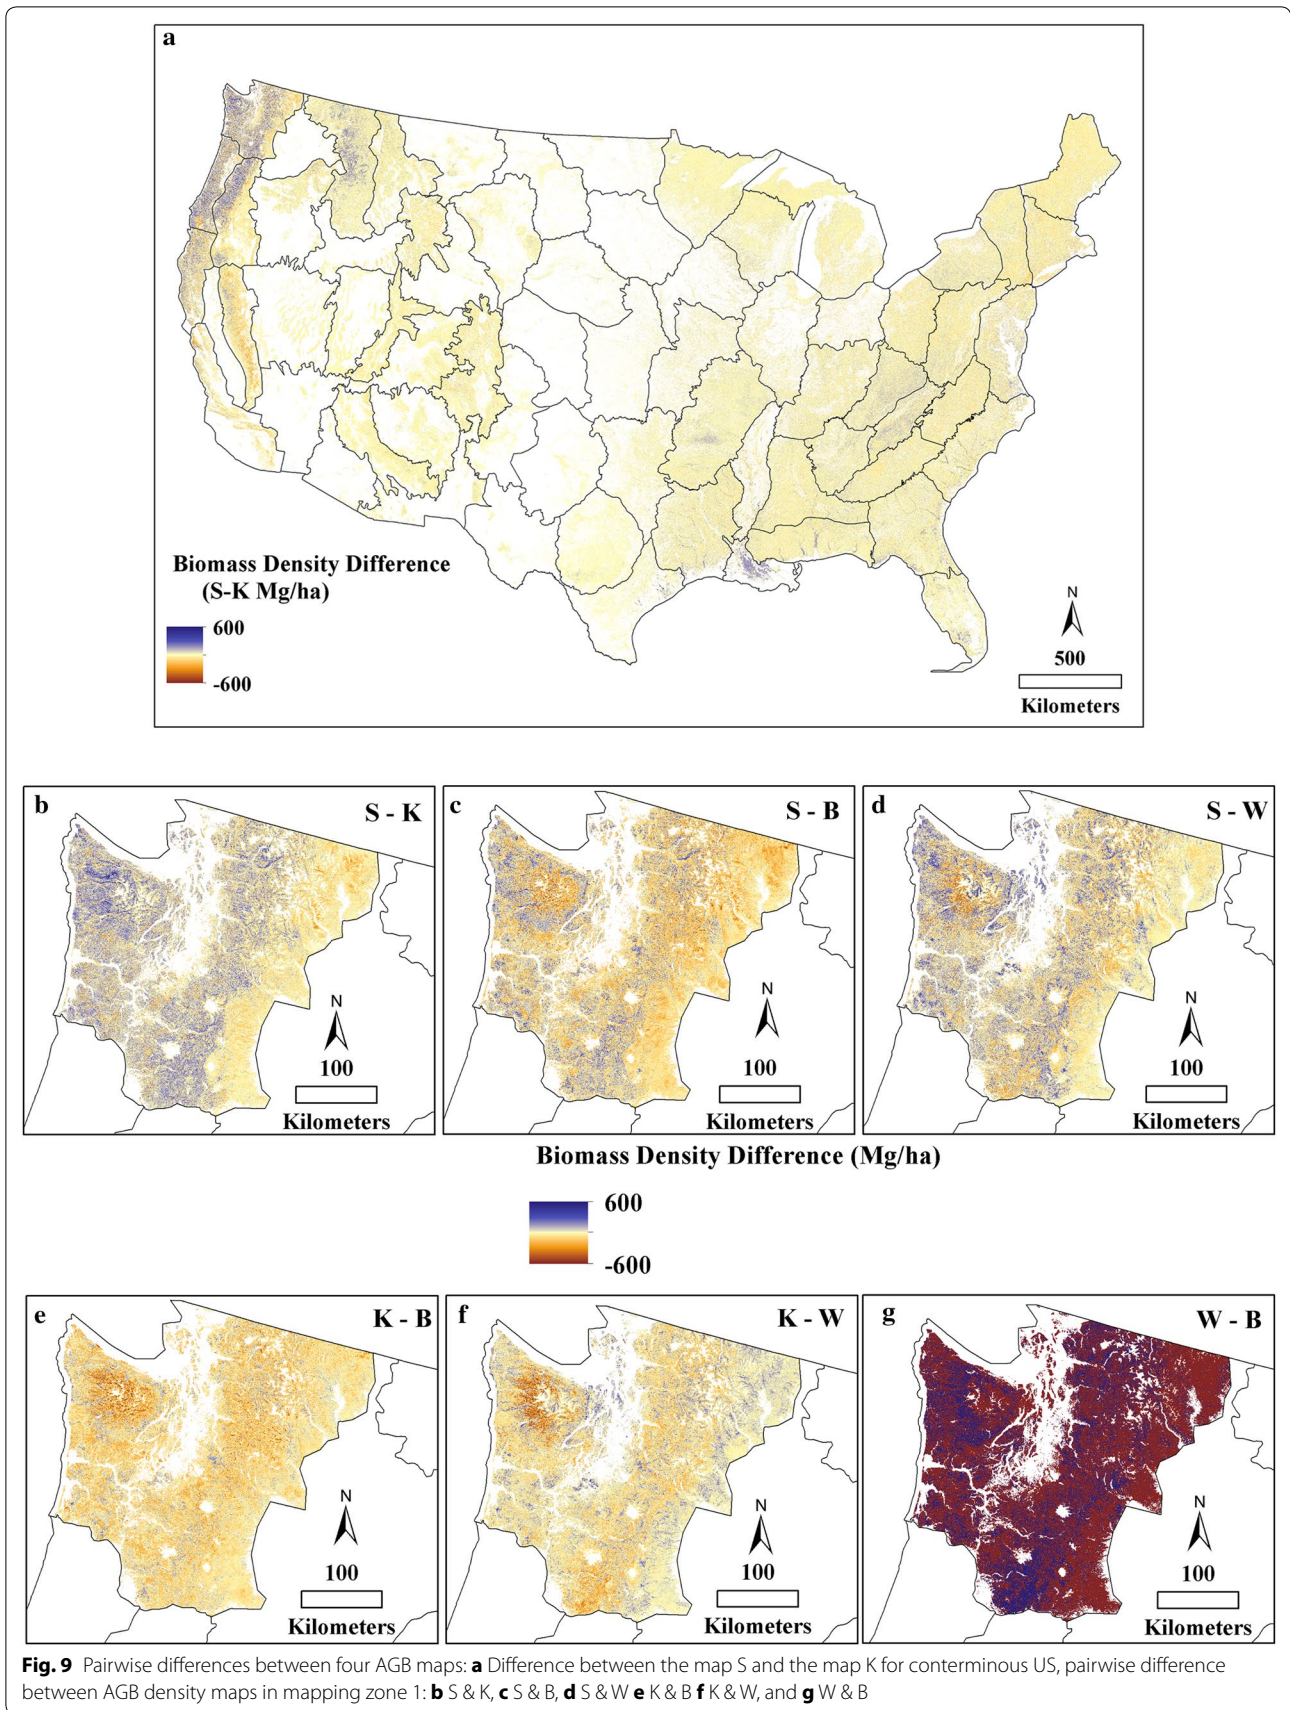 a
Biomass Density Difference
(S-K Mg/ha)
600
-600
N
500
Kilometers
b
S - K
N
100
Kilometers
c
S - B
N
100
Kilometers
d
S - W
N
100
Kilometers
Biomass Density Difference (Mg/ha)
600
-600
e
K - B
N
100
Kilometers
f
K - W
N
100
Kilometers
g
W - B
N
100
Kilometers
Fig. 9 Pairwise differences between four AGB maps: a Difference between the map S and the map K for conterminous US, pairwise difference
between AGB density maps in mapping zone 1: b S & K, c S & B, d S & W e K & B f K & W, and g W & B